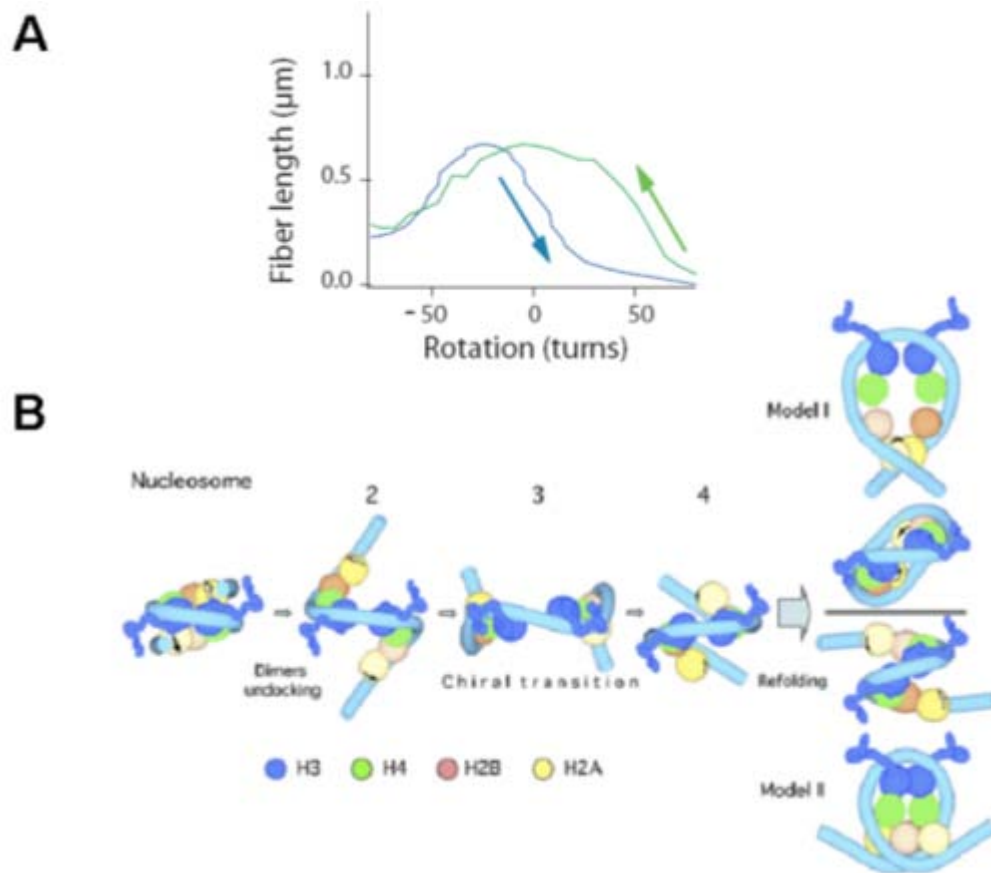 A
Fiber length (μm)
1.0
0.5
0.0
-50 0 50
Rotation (turns)
B
Model I
Nucleosome
2 3 4
Dimers
undocking
Chiral transition
Refolding
H3 H4 H2B H2A
Model II